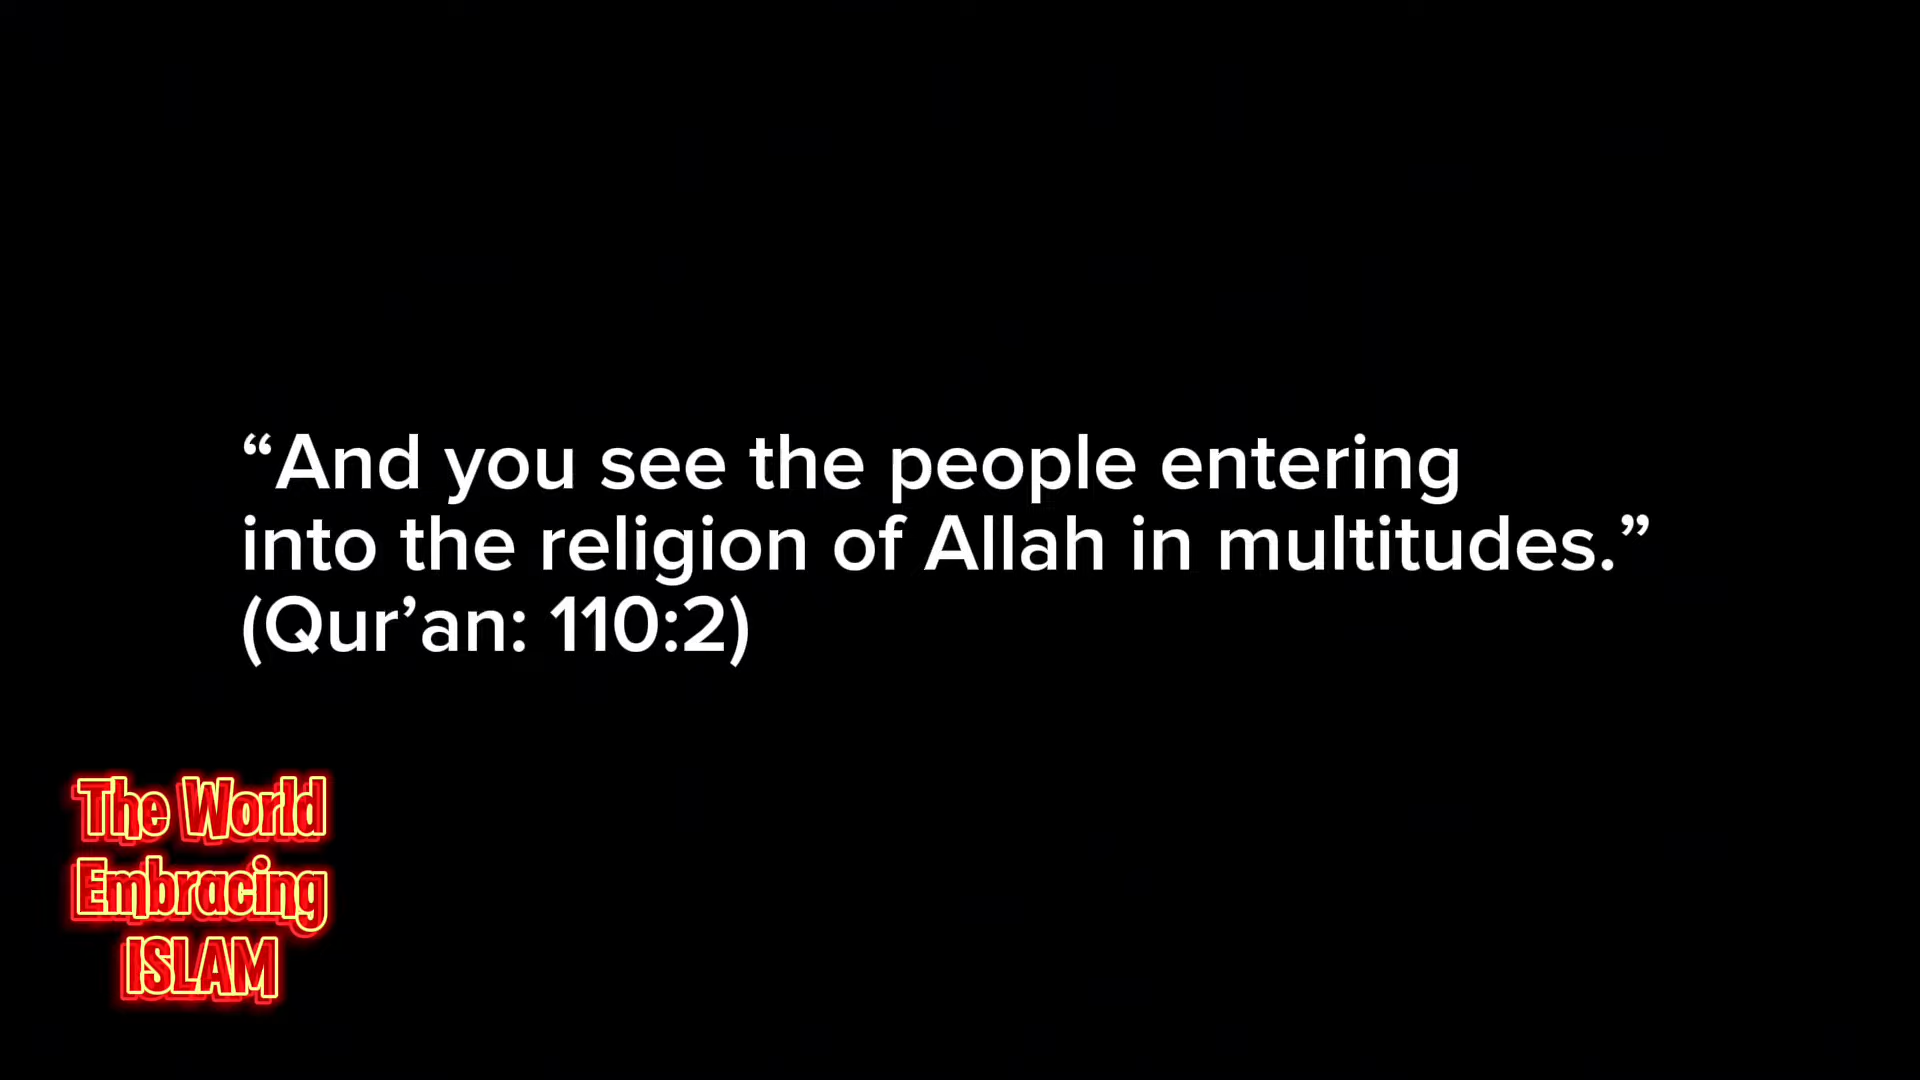 “And you see the people entering
into the religion of Allah in multitudes.”
(Qur’an: 110:2)
The World
Embracing
ISLAM